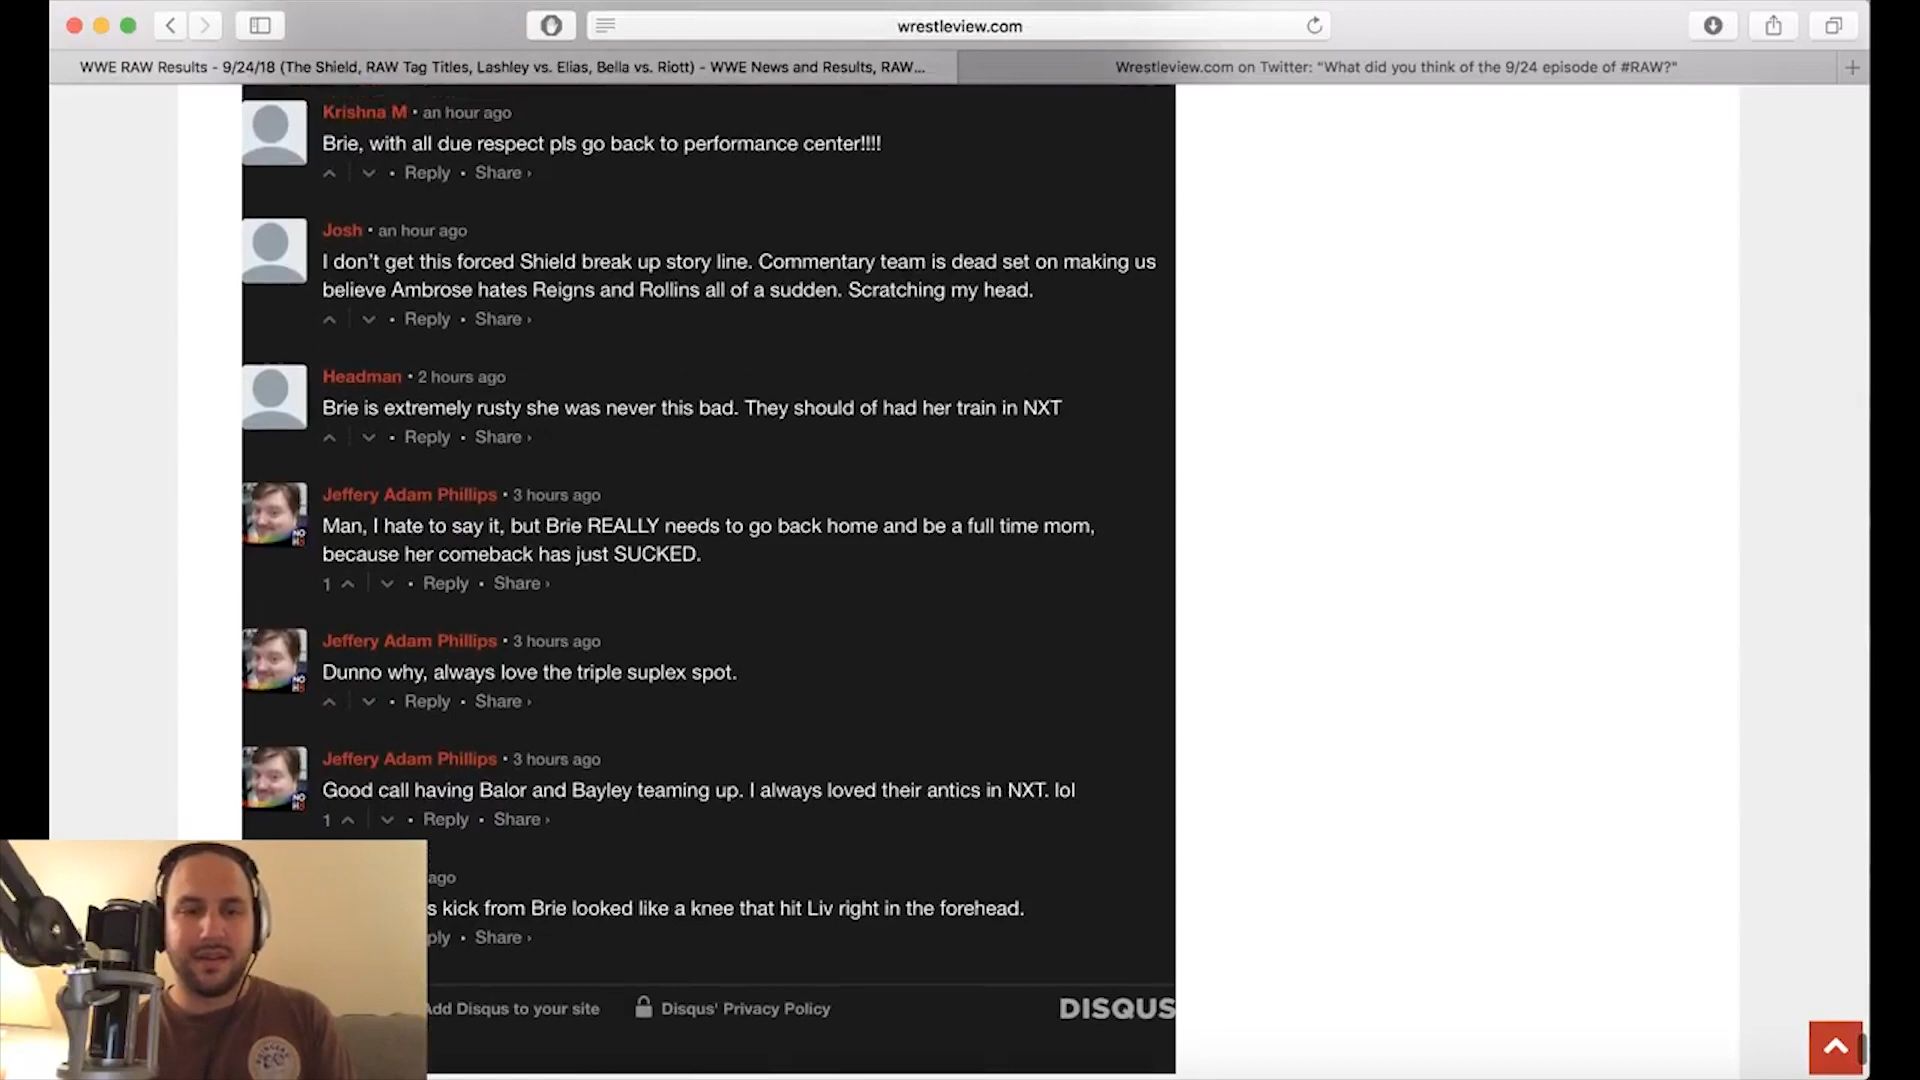 wrestleview.com
WWE RAW Results - 9/24/18 (The Shield, RAW Tag Titles, Lashley vs. Elias, Bella vs. Riott) - WWE News and Results, RAW...
Wrestleview.com on Twitter: “What did you think of the 9/24 episode of #RAW?”
Krishna M • an hour ago
Brie, with all due respect pls go back to performance center!!!!
• Reply • Share ›
Josh • an hour ago
I don’t get this forced Shield break up story line. Commentary team is dead set on making us
believe Ambrose hates Reigns and Rollins all of a sudden. Scratching my head.
• Reply • Share ›
Headman • 2 hours ago
Brie is extremely rusty she was never this bad. They should of had her train in NXT
• Reply • Share ›
Jeffery Adam Phillips • 3 hours ago
Man, I hate to say it, but Brie REALLY needs to go back home and be a full time mom,
because her comeback has just SUCKED.
1 • Reply • Share ›
Jeffery Adam Phillips • 3 hours ago
Dunno why, always love the triple suplex spot.
• Reply • Share ›
Jeffery Adam Phillips • 3 hours ago
Good call having Balor and Bayley teaming up. I always loved their antics in NXT. lol
1 • Reply • Share ›
ago
s kick from Brie looked like a knee that hit Liv right in the forehead.
ply • Share ›
Add Disqus to your site
Disqus' Privacy Policy
DISQUS